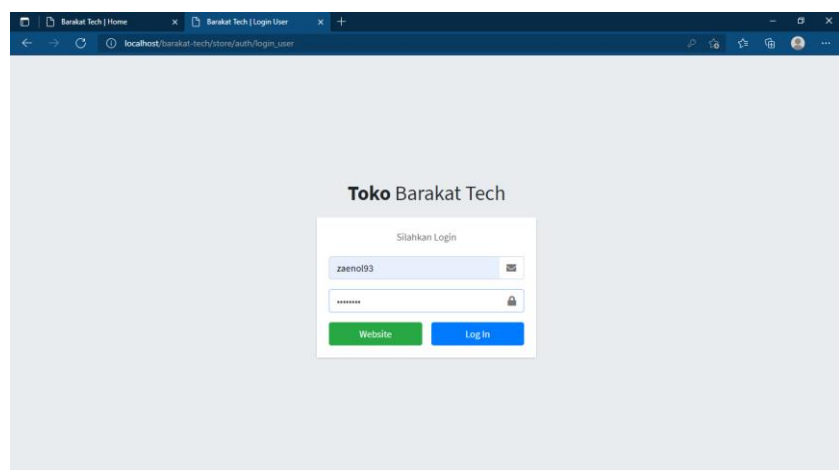 Barakat Tech | Home
Barakat Tech | Login User
localhost/barakat-tech/store/auth/login_user
Toko Barakat Tech
Silahkan Login
zaenol93
••••••••
Website
Log In